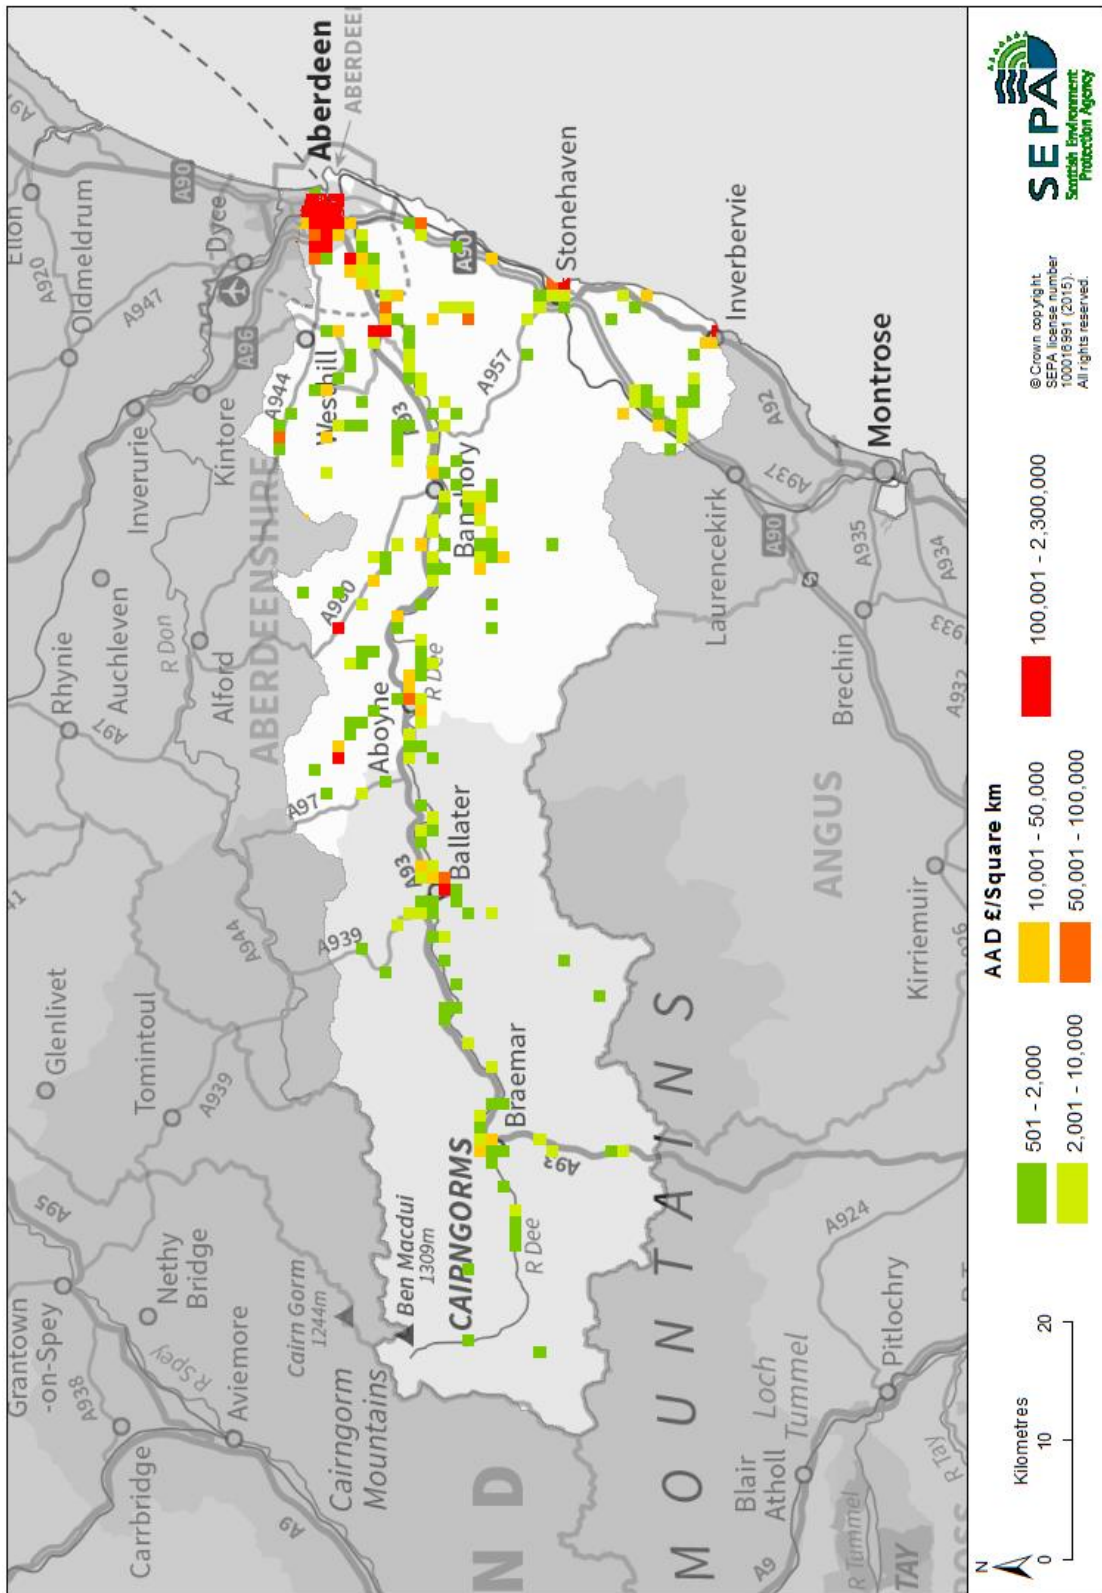 Grantown
-on-Spey
A95
A938
Carrbridge
Nethy
Bridge
R Spey
Aviemore
A9
Glenlivet
Tomintoul
A939
A944
Rhynie
A97
Auchleven
R Don
Alford
ABERDEENSHIRE
Inverurie
Kintore
Oldmeldrum
A920
A947
A96
Dyce
A90
Aberdeen
Cairn Gorm
1244m
Cairngorm
Mountains
Ben Macdui
1309m
CAIRNGORMS
R Dee
Braemar
A93
A939
A93
Ballater
A97
Aboyne
R Dee
A980
Banchory
A93
A944
Westhill
A957
A90
Stonehaven
Inverbervie
MOUNTAINS
Blair
Atholl
Loch
Tummel
R Tummel
A9
Pitlochry
A924
R Tay
TAY
ANGUS
Kirriemuir
Brechin
A932
A933
A934
A935
A90
Laurencekirk
A937
A92
Montrose
N
Kilometres
0 10 20
AAD £/Square km
501 - 2,000
2,001 - 10,000
10,001 - 50,000
50,001 - 100,000
100,001 - 2,300,000
© Crown copyright.
SEPA license number
100016991 (2015).
All rights reserved.
SEPA
Scottish Environment
Protection Agency